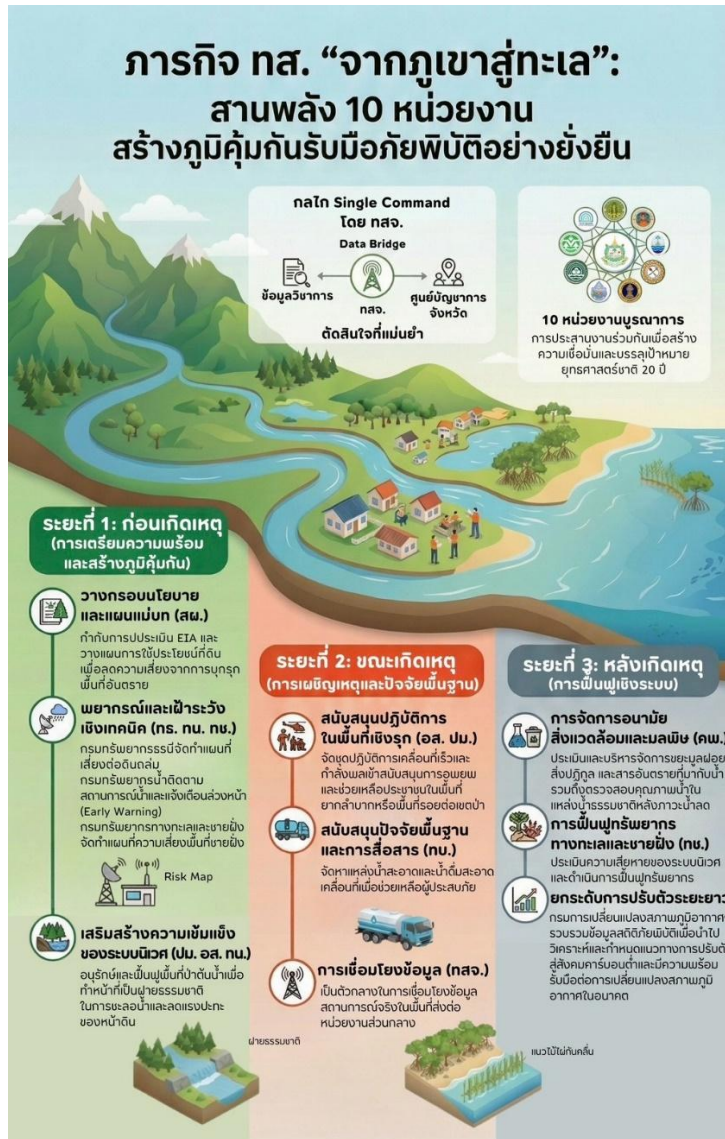 ภารกิจ ทส. “จากภูเขาสู่ทะเล”:
สานพลัง 10 หน่วยงาน
สร้างภูมิคุ้มกันรับมือภัยพิบัติอย่างยั่งยืน
กลไก Single Command
โดย ทสจ.
Data Bridge
ข้อมูลวิชาการ
ทสจ.
ศูนย์บัญชาการ
จังหวัด
ตัดสินใจที่แม่นยำ
10 หน่วยงานบูรณาการ
การประสานงานร่วมกันเพื่อสร้าง
ความเชื่อมั่นและบรรลุเป้าหมาย
ยุทธศาสตร์ชาติ 20 ปี
ระยะที่ 1: ก่อนเกิดเหตุ
(การเตรียมความพร้อม
และสร้างภูมิคุ้มกัน)
วางกรอบนโยบาย
และแผนแม่บท (สผ.)
กำกับการปประเมิน EIA และ
วางแผนการใช้ประโยชน์ที่ดิน
เพื่อลดความเสี่ยงจากการบุกรุก
พื้นที่อันตราย
พยากรณ์และเฝ้าระวัง
เชิงเทคนิค (ทธ. ทน. ทช.)
กรมทรัพยากรธรณีจัดทำแผนที่
เสี่ยงต่อดินถล่ม
กรมทรัพยากรน้ำติดตาม
สถานการณ์น้ำและแจ้งเตือนล่วงหน้า
(Early Warning)
กรมทรัพยากรทางทะเลและชายฝั่ง
จัดทำแผนที่ความเสี่ยงพื้นที่ชายฝั่ง
Risk Map
เสริมสร้างความเข้มแข็ง
ของระบบนิเวศ (ปม. อส. ทน.)
อนุรักษ์และฟื้นฟูพื้นที่ป่าต้นน้ำเพื่อ
ทำหน้าที่เป็นฝายธรรมชาติ
ในการชะลอน้ำและลดแรงปะทะ
ของหน้าดิน
ฝายธรรมชาติ
ระยะที่ 2: ขณะเกิดเหตุ
(การเผชิญเหตุและปัจจัยพื้นฐาน)
สนับสนุนปฏิบัติการ
ในพื้นที่เชิงรุก (อส. ปม.)
จัดชุดปฏิบัติการเคลื่อนที่เร็วและ
กำลังพลเข้าสนับสนุนการอพยพ
และช่วยเหลือประชาชนในพื้นที่
ยากลำบากหรือพื้นที่รอยต่อเขตป่า
สนับสนุนปัจจัยพื้นฐาน
และการสื่อสาร (ทบ.)
จัดหาแหล่งน้ำสะอาดและน้ำดื่มสะอาด
เคลื่อนที่เพื่อช่วยเหลือผู้ประสบภัย
การเชื่อมโยงข้อมูล (ทสจ.)
เป็นตัวกลางในการเชื่อมโยงข้อมูล
สถานการณ์จริงในพื้นที่ส่งต่อ
หน่วยงานส่วนกลาง
ระยะที่ 3: หลังเกิดเหตุ
(การฟื้นฟูเชิงระบบ)
การจัดการอนามัย
สิ่งแวดล้อมและมลพิษ (คพ.)
ประเมินและบริหารจัดการขยะมูลฝอย
สิ่งปฏิกูล และสารอันตรายที่มากับน้ำ
รวมถึงตรวจสอบคุณภาพน้ำใน
แหล่งน้ำธรรมชาติหลังภาวะน้ำลด
การฟื้นฟูทรัพยากร
ทางทะเลและชายฝั่ง (ทช.)
ประเมินความเสียหายของระบบนิเวศ
และดำเนินการฟื้นฟูทรัพยากร
ยกระดับการปรับตัวระยะยาว
กรมการเปลี่ยนแปลงสภาพภูมิอากาศ
รวบรวมข้อมูลสถิติภัยพิบัติเพื่อนำไป
วิเคราะห์และกำหนดแนวทางการปรับตั
สู่สังคมคาร์บอนต่ำและมีความพร้อม
รับมือต่อการเปลี่ยนแปลงสภาพภูมิ
อากาศในอนาคต
แนวไม้ไผ่กันคลื่น